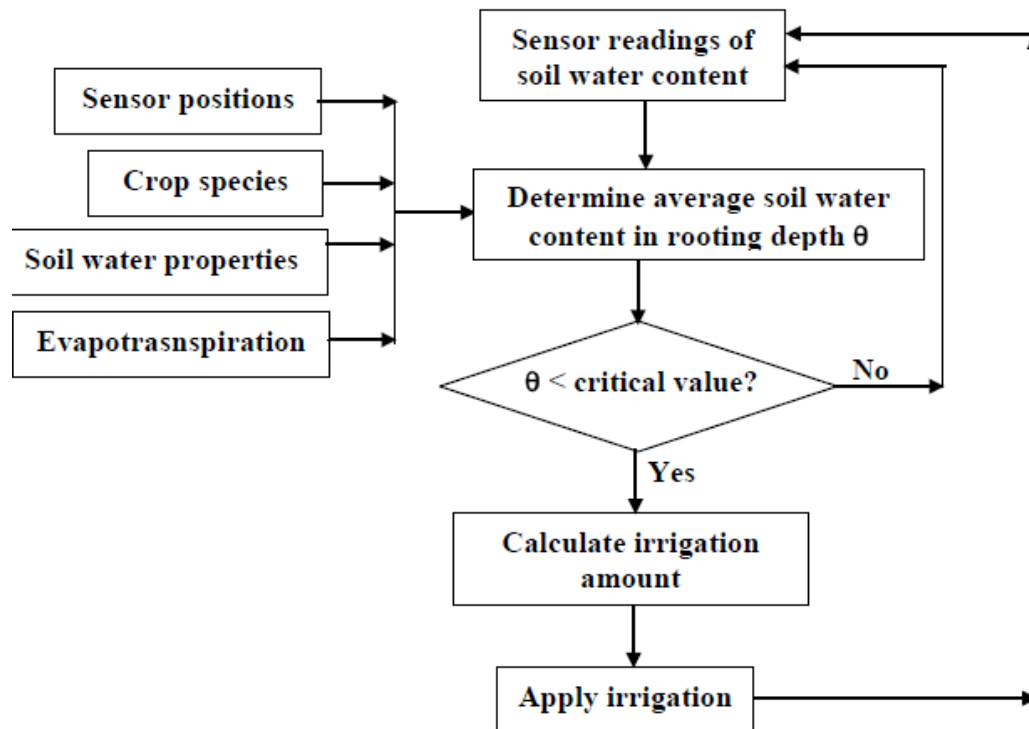 Sensor readings of
soil water content
Sensor positions
Crop species
Soil water properties
Evapotrasnspiration
Determine average soil water
content in rooting depth θ
θ < critical value?
No
Yes
Calculate irrigation
amount
Apply irrigation